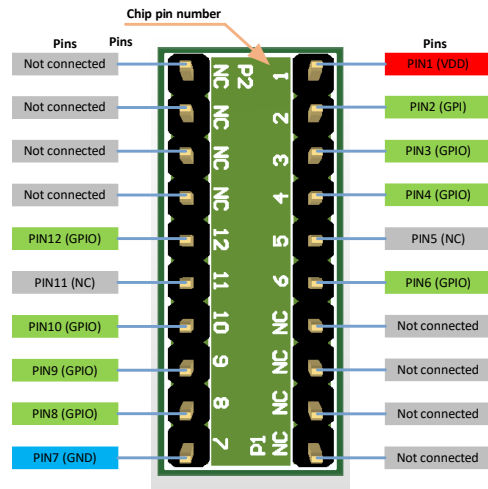 Chip pin number
Pins Pins Pins
Not connected NC P2 1 PIN1 (VDD)
Not connected NC 2 PIN2 (GPI)
Not connected NC 3 PIN3 (GPIO)
Not connected NC 4 PIN4 (GPIO)
PIN12 (GPIO) 12 5 PIN5 (NC)
PIN11 (NC) 11 6 PIN6 (GPIO)
PIN10 (GPIO) 10 NC Not connected
PIN9 (GPIO) 9 NC Not connected
PIN8 (GPIO) 8 NC Not connected
PIN7 (GND) 7 P1 NC Not connected